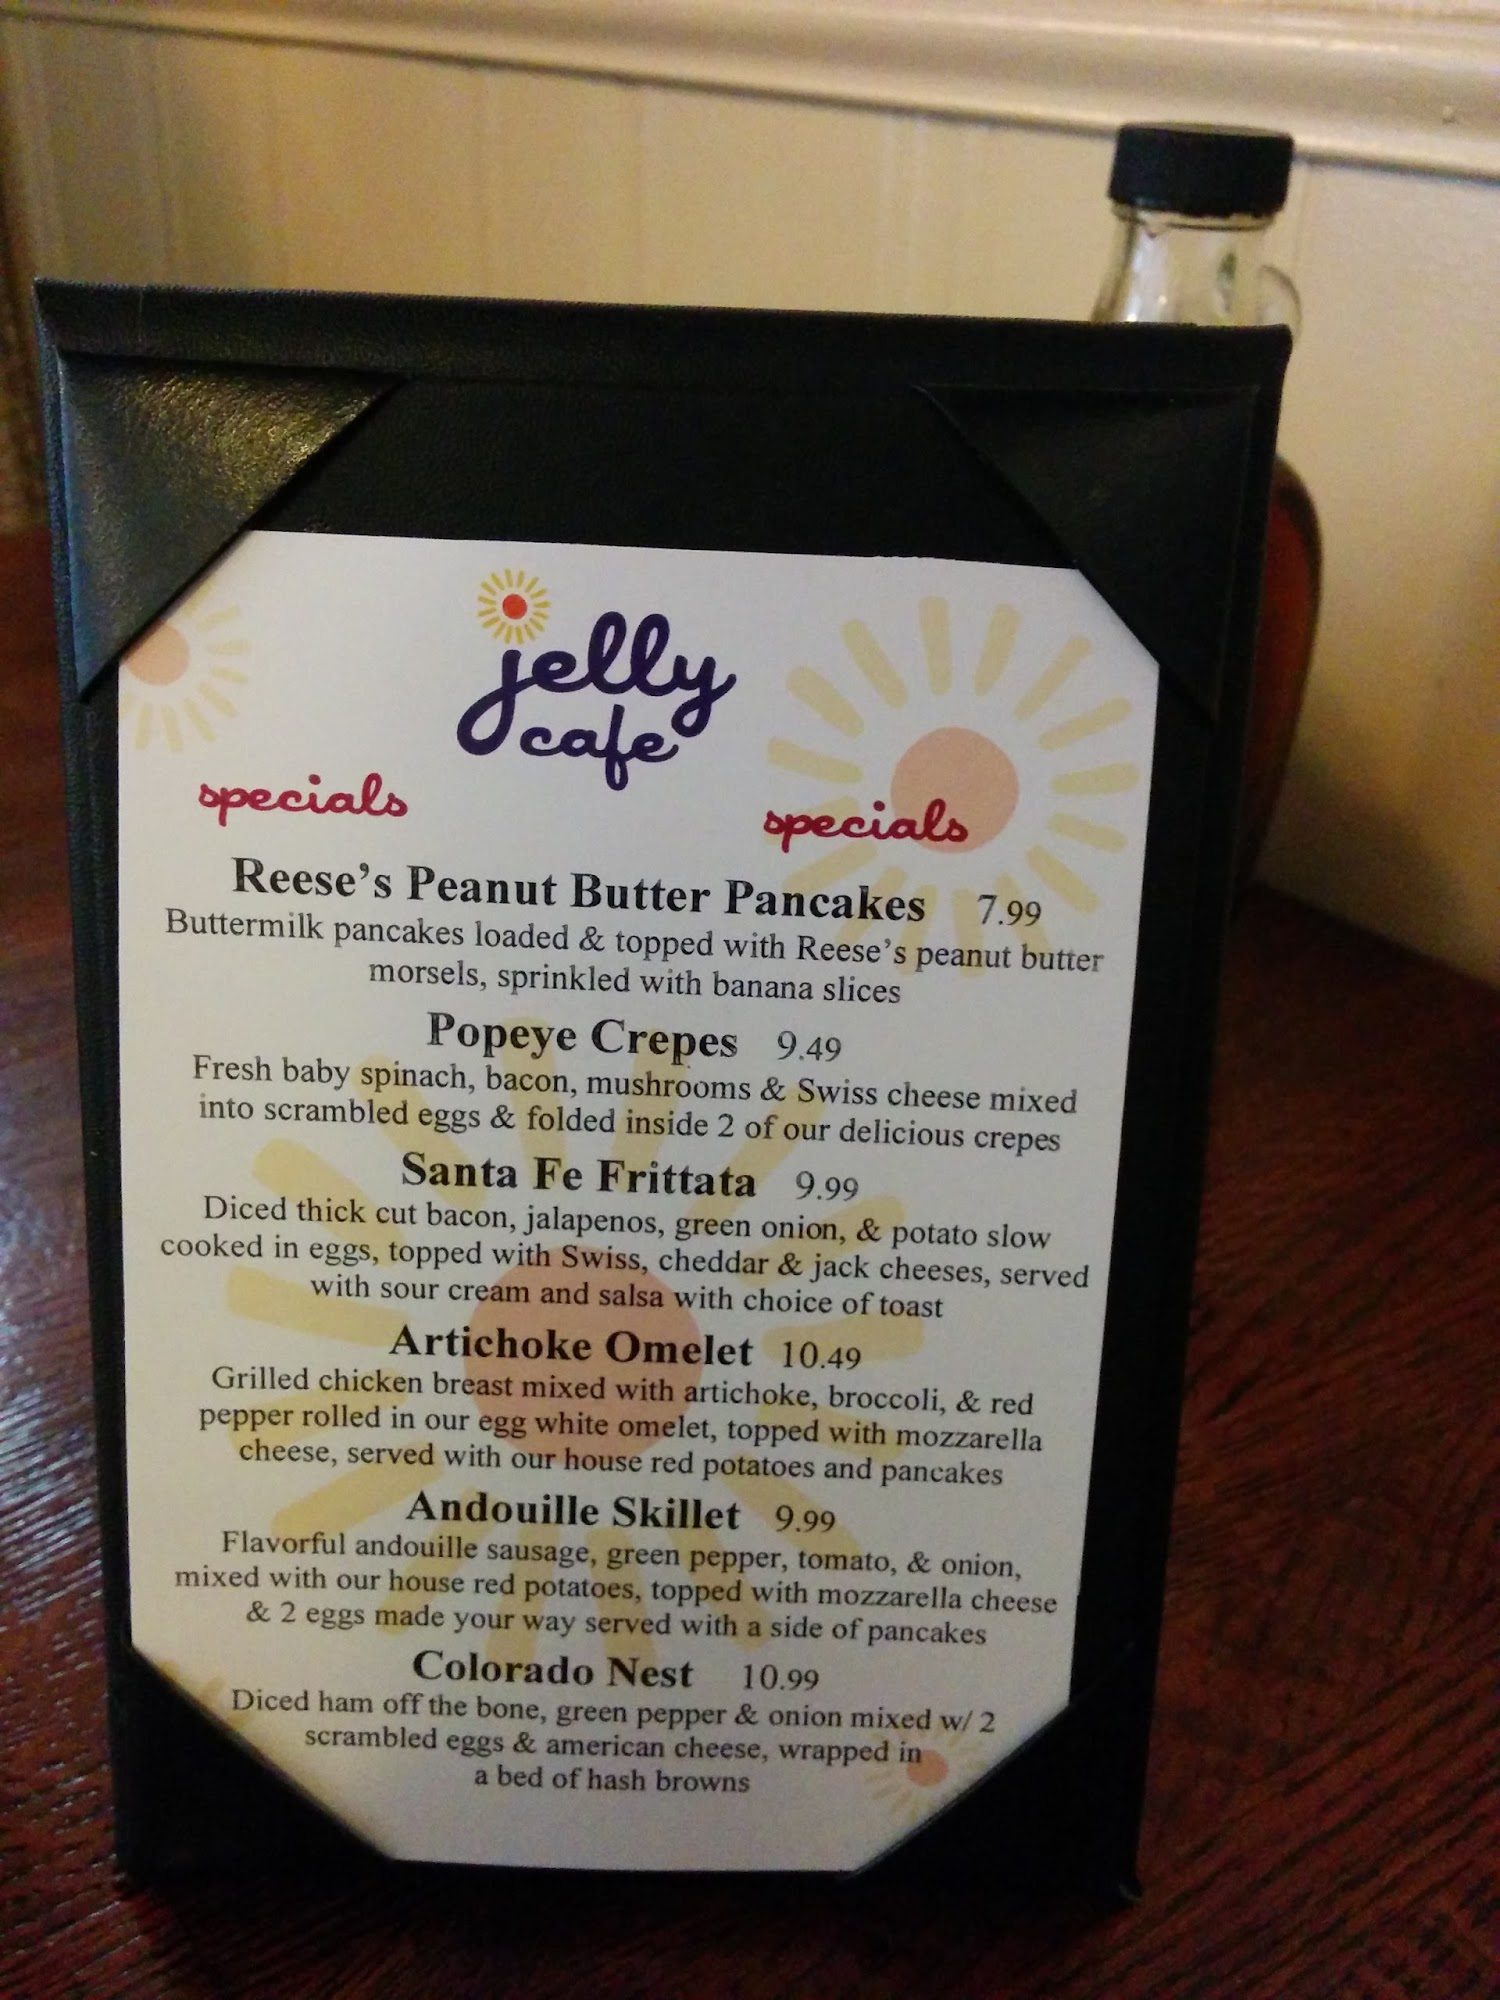 jelly
cafe
specials
specials
Reese's Peanut Butter Pancakes 7.99
Buttermilk pancakes loaded & topped with Reese's peanut butter
morsels, sprinkled with banana slices
Popeye Crepes 9.49
Fresh baby spinach, bacon, mushrooms & Swiss cheese mixed
into scrambled eggs & folded inside 2 of our delicious crepes
Santa Fe Frittata 9.99
Diced thick cut bacon, jalapenos, green onion, & potato slow
cooked in eggs, topped with Swiss, cheddar & jack cheeses, served
with sour cream and salsa with choice of toast
Artichoke Omelet 10.49
Grilled chicken breast mixed with artichoke, broccoli, & red
pepper rolled in our egg white omelet, topped with mozzarella
cheese, served with our house red potatoes and pancakes
Andouille Skillet 9.99
Flavorful andouille sausage, green pepper, tomato, & onion,
mixed with our house red potatoes, topped with mozzarella cheese
& 2 eggs made your way served with a side of pancakes
Colorado Nest 10.99
Diced ham off the bone, green pepper & onion mixed w/ 2
scrambled eggs & american cheese, wrapped in
a bed of hash browns